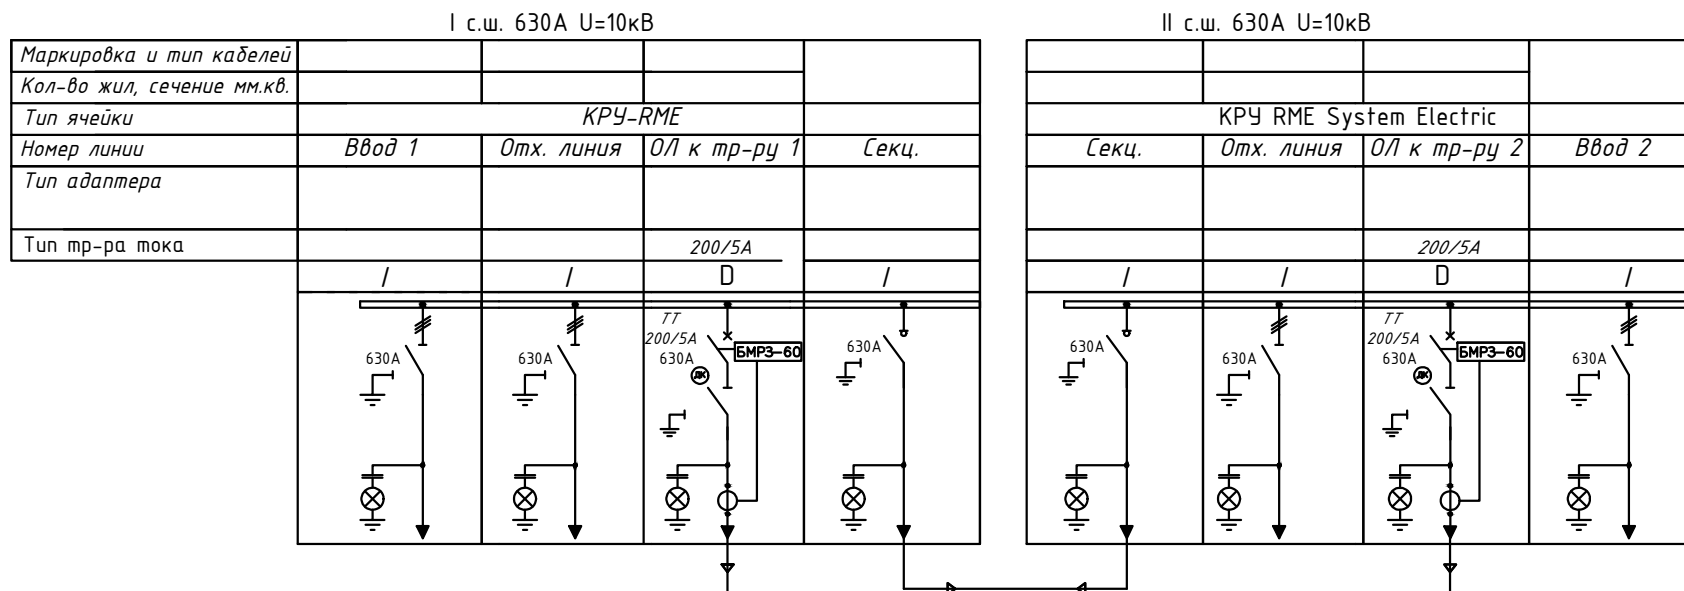 I с.ш. 630А U=10кВ
II с.ш. 630А U=10кВ
Маркировка и тип кабелей
Кол-во жил, сечение мм.кв.
Тип ячейки КРУ-RME КРУ RME System Electric
Номер линии Ввод 1 Отх. линия ОЛ к тр-ру 1 Секц. Секц. Отх. линия ОЛ к тр-ру 2 Ввод 2
Тип адаптера
Тип тр-ра тока 200/5А 200/5А
I I D I I I D I
ТТ ТТ
200/5А 200/5А
630А 630А 630А БМРЗ-60 630А 630А 630А 630А БМРЗ-60 630А
ДК ДК